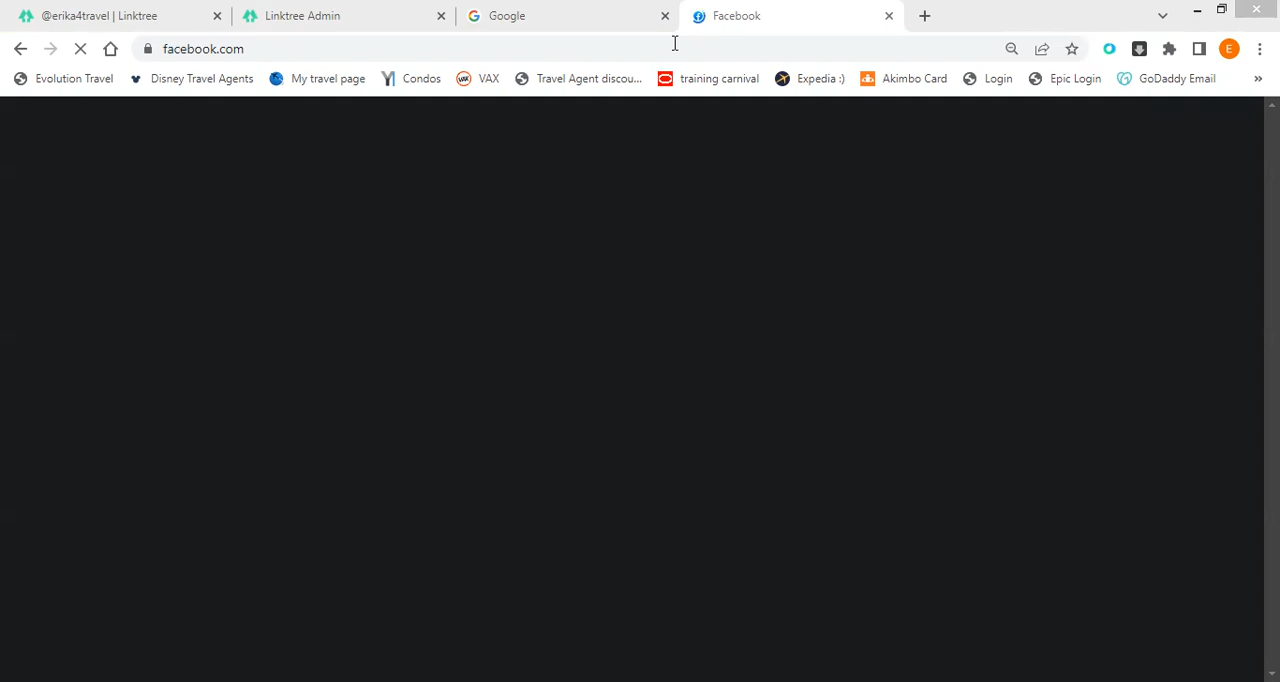 @erika4travel | Linktree Linktree Admin Google Facebook
facebook.com E
Evolution Travel Disney Travel Agents My travel page Condos VAX Travel Agent discou... training carnival Expedia :) Akimbo Card Login Epic Login GoDaddy Email »